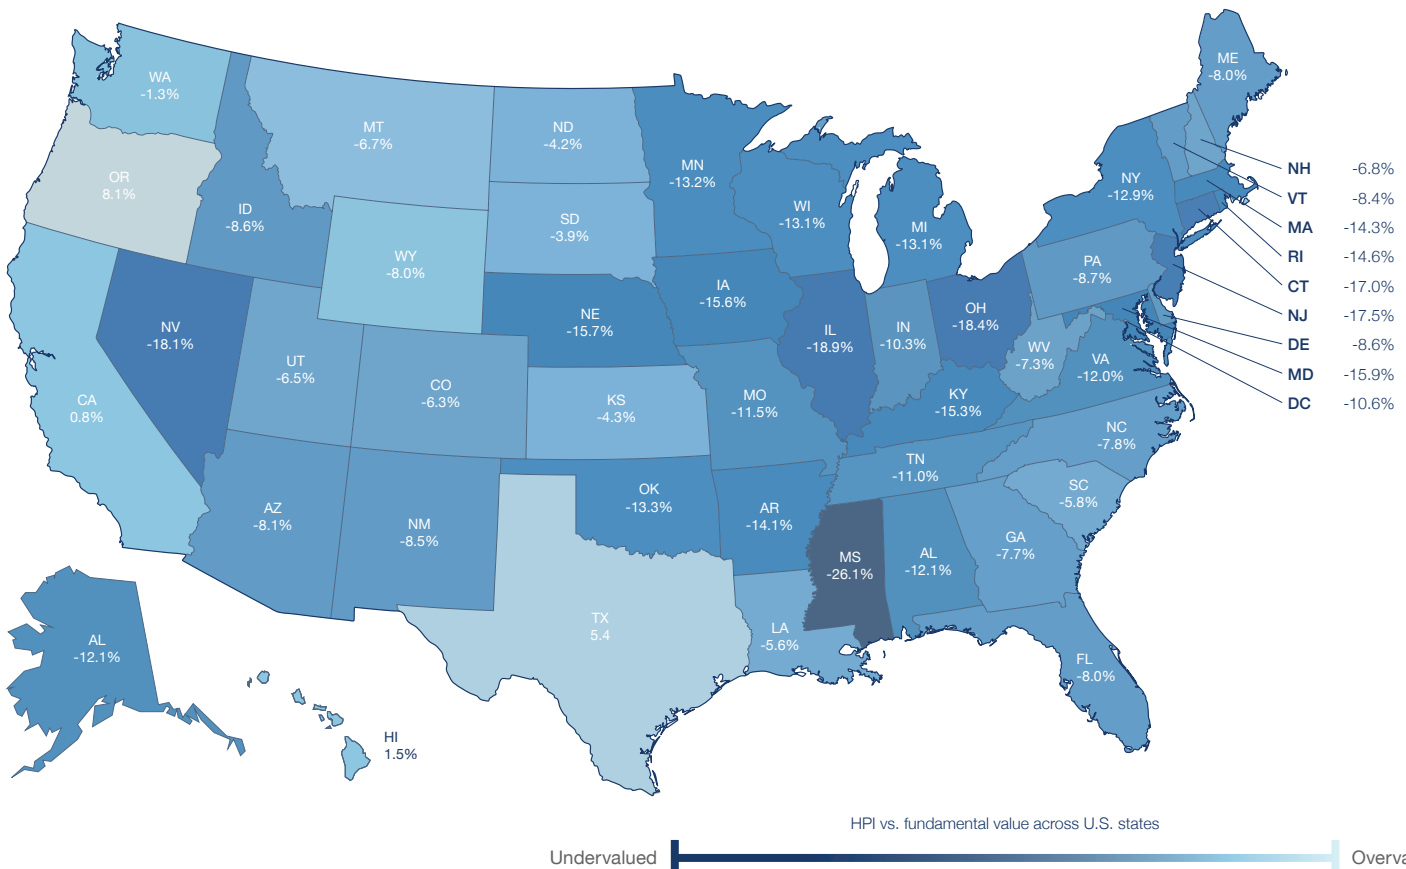 WA
-1.3%
OR
8.1%
CA
0.8%
NV
-18.1%
ID
-8.6%
MT
-6.7%
WY
-8.0%
UT
-6.5%
CO
-6.3%
AZ
-8.1%
NM
-8.5%
ND
-4.2%
SD
-3.9%
NE
-15.7%
KS
-4.3%
OK
-13.3%
TX
5.4
MN
-13.2%
IA
-15.6%
MO
-11.5%
AR
-14.1%
LA
-5.6%
WI
-13.1%
IL
-18.9%
MI
-13.1%
IN
-10.3%
OH
-18.4%
KY
-15.3%
TN
-11.0%
MS
-26.1%
AL
-12.1%
GA
-7.7%
FL
-8.0%
SC
-5.8%
NC
-7.8%
VA
-12.0%
WV
-7.3%
PA
-8.7%
NY
-12.9%
ME
-8.0%
NH -6.8%
VT -8.4%
MA -14.3%
RI -14.6%
CT -17.0%
NJ -17.5%
DE -8.6%
MD -15.9%
DC -10.6%
AL
-12.1%
HI
1.5%
HPI vs. fundamental value across U.S. states
Undervalued Overva